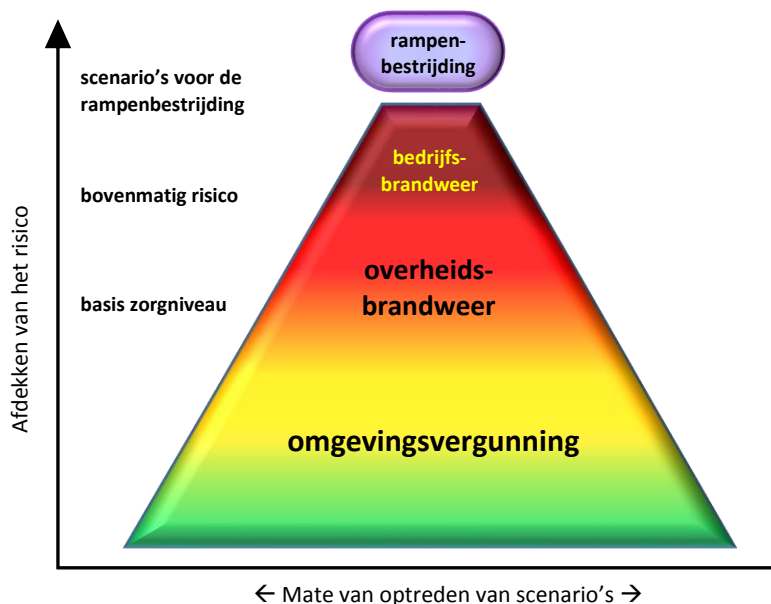 rampen-
bestrijding
scenario's voor de
rampenbestrijding
bedrijfs-
brandweer
bovenmatig risico
overheids-
brandweer
basis zorgniveau
omgevingsvergunning
Afdekken van het risico
← Mate van optreden van scenario's →